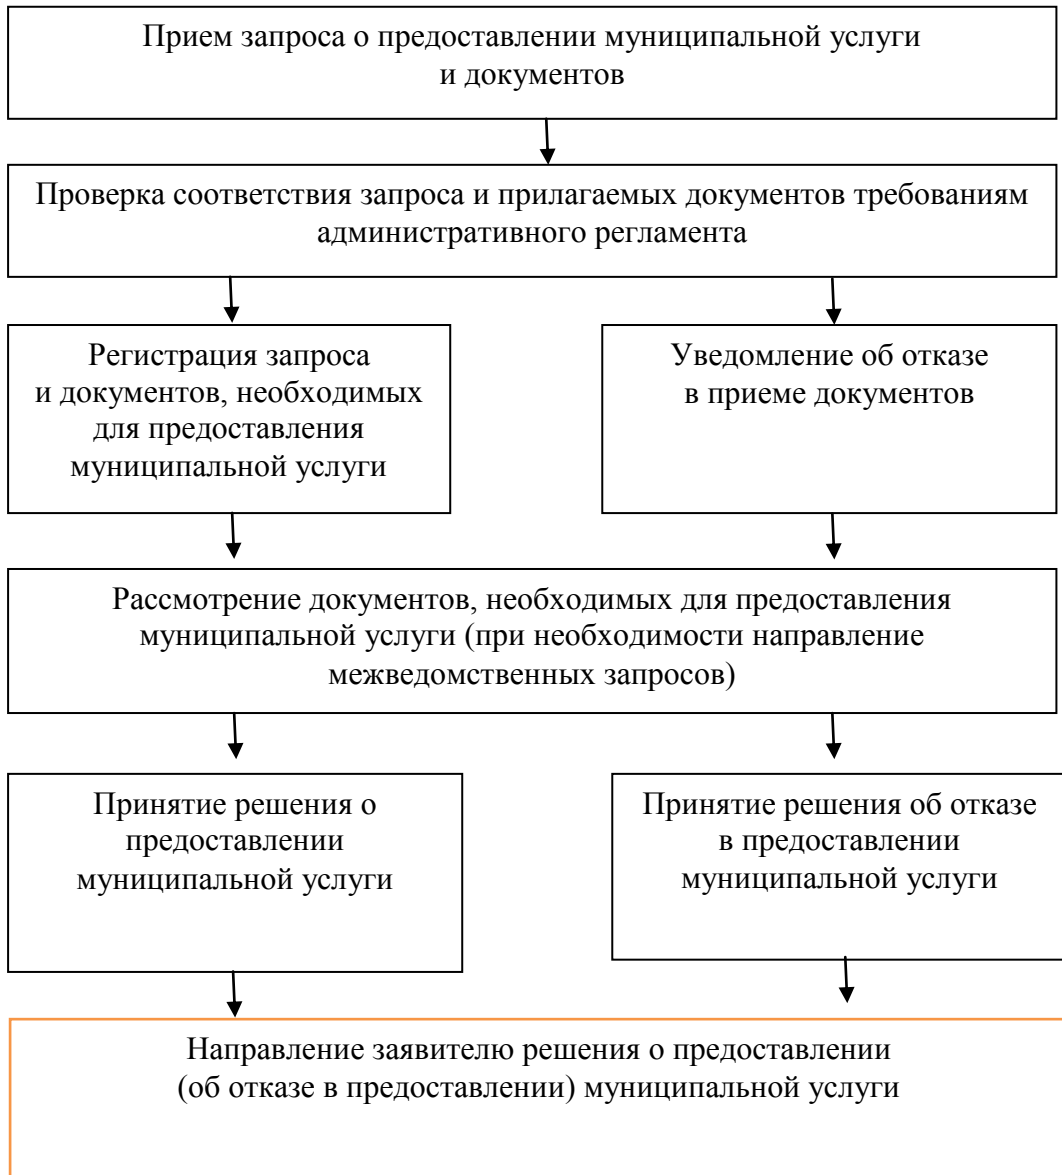 Прием запроса о предоставлении муниципальной услуги
и документов
Проверка соответствия запроса и прилагаемых документов требованиям
административного регламента
Регистрация запроса
и документов, необходимых
для предоставления
муниципальной услуги
Уведомление об отказе
в приеме документов
Рассмотрение документов, необходимых для предоставления
муниципальной услуги (при необходимости направление
межведомственных запросов)
Принятие решения о
предоставлении
муниципальной услуги
Принятие решения об отказе
в предоставлении
муниципальной услуги
Направление заявителю решения о предоставлении
(об отказе в предоставлении) муниципальной услуги